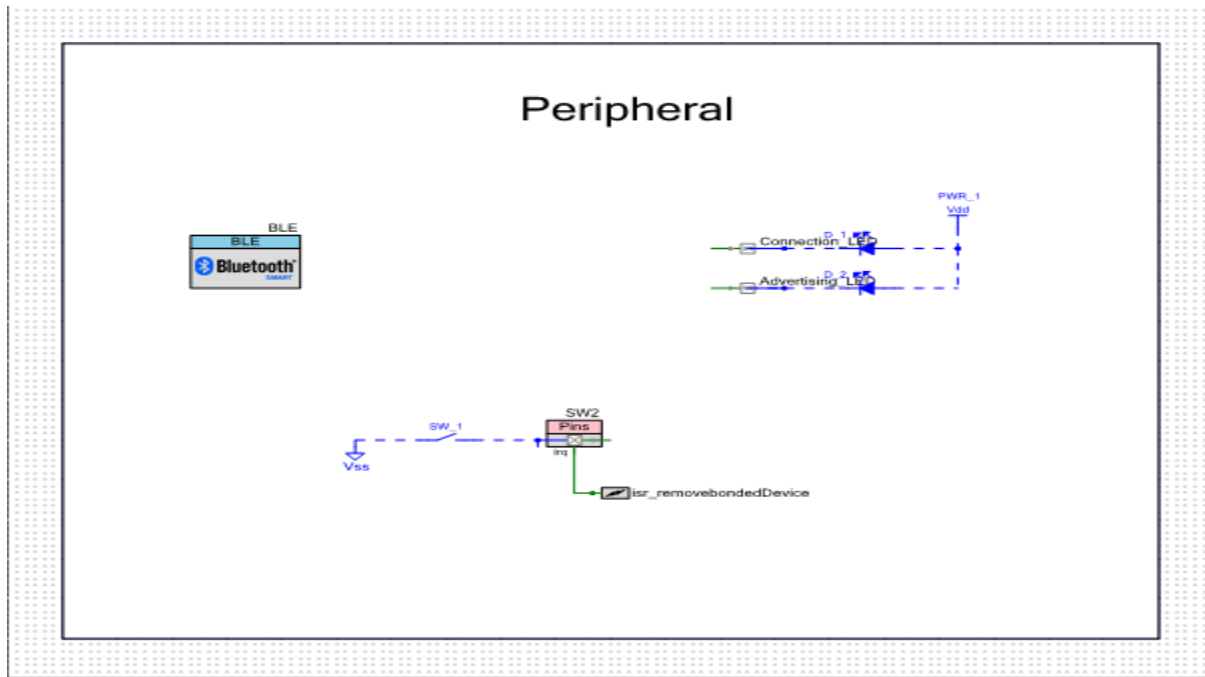 Peripheral
PWR_1
Vdd
BLE
BLE
Bluetooth
SMART
D_1
Connection_LED
D_2
Advertising_LED
SW2
Pins
SW_1
Irq
Vss
isr_removebondedDevice